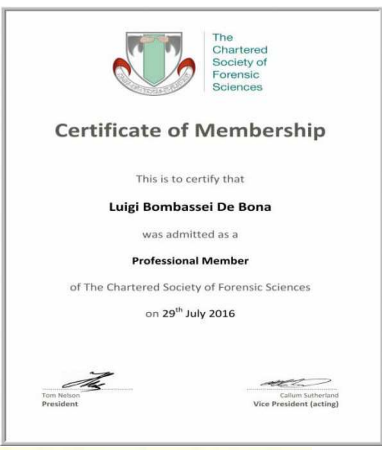 The
Chartered
Society of
Forensic
Sciences
Certificate of Membership
This is to certify that
Luigi Bombassei De Bona
was admitted as a
Professional Member
of The Chartered Society of Forensic Sciences
on 29th July 2016
Tom Nelson
President
Callum Sutherland
Vice President (acting)